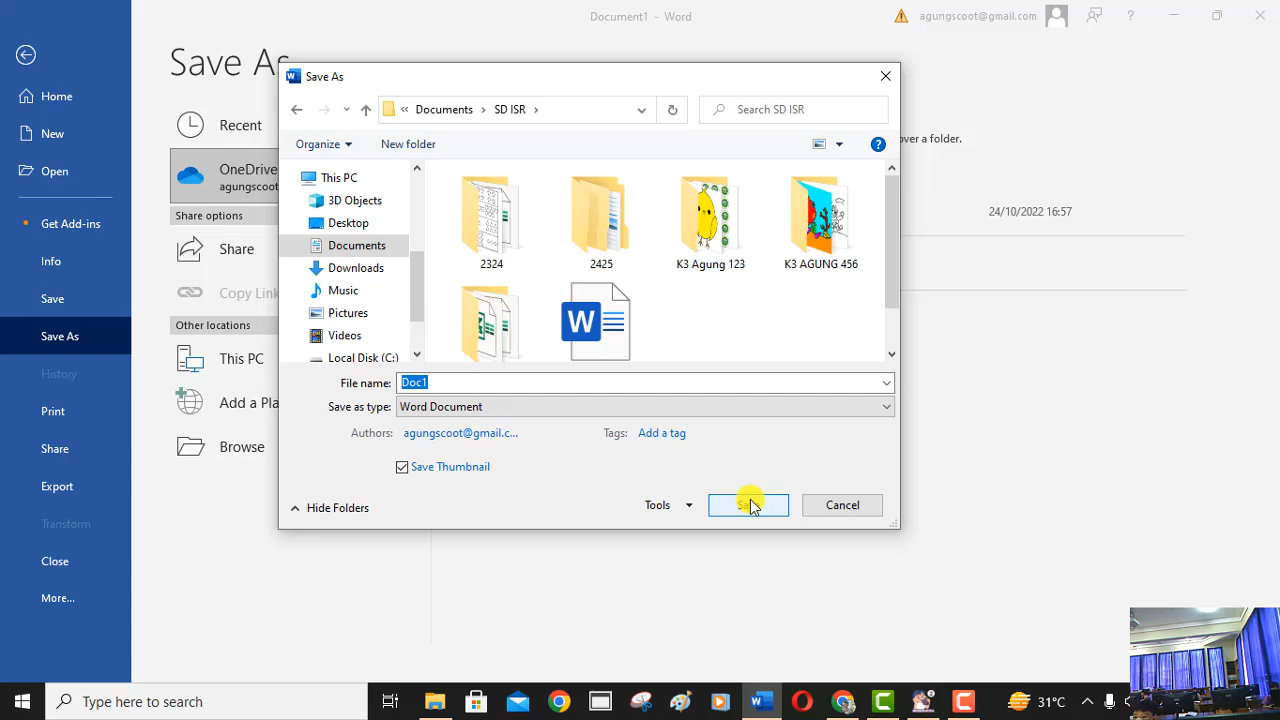 Document1 - Word
agungscoot@gmail.com
?
Save As
Home
New
Open
Get Add-ins
Info
Save
Save As
History
Print
Share
Export
Transform
Close
More...
Recent
OneDrive
agungscoot
Share options
Share
Copy Link
Other locations
This PC
Add a Pla
Browse
over a folder.
24/10/2022 16:57
Save As
« Documents › SD ISR ›
Search SD ISR
Organize
New folder
?
This PC
3D Objects
Desktop
Documents
Downloads
Music
Pictures
Videos
Local Disk (C:)
2324
2425
K3 Agung 123
K3 AGUNG 456
File name:
Doc1
Save as type:
Word Document
Authors:
agungscoot@gmail.c...
Tags:
Add a tag
Save Thumbnail
Hide Folders
Tools
Cancel
Type here to search
31°C